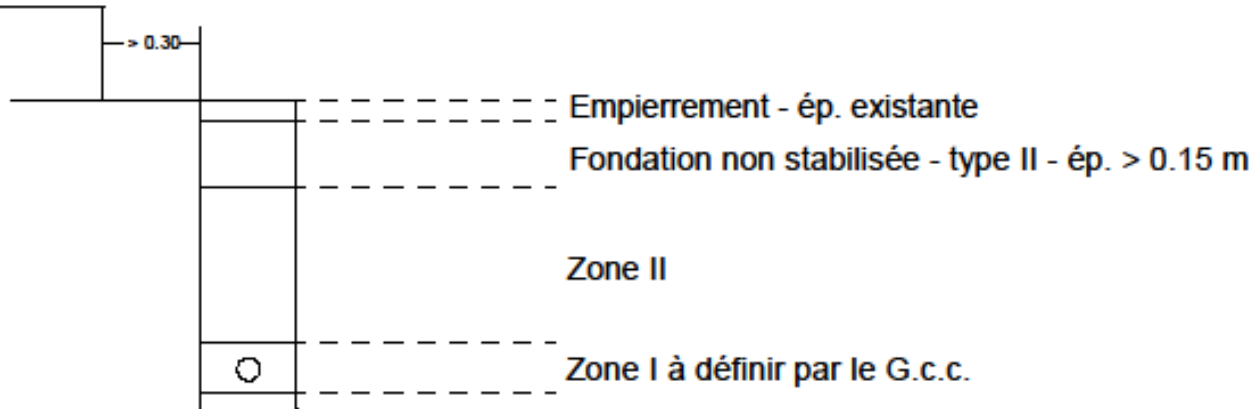 > 0.30
Empierrement - ép. existante
Fondation non stabilisée - type II - ép. > 0.15 m
Zone II
Zone I à définir par le G.c.c.